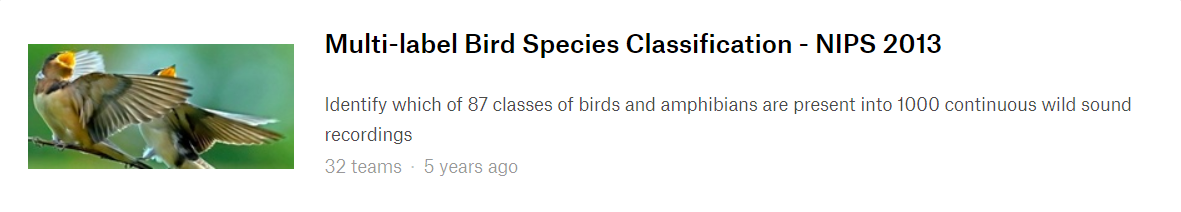 Multi-label Bird Species Classification - NIPS 2013
Identify which of 87 classes of birds and amphibians are present into 1000 continuous wild sound
recordings
32 teams · 5 years ago